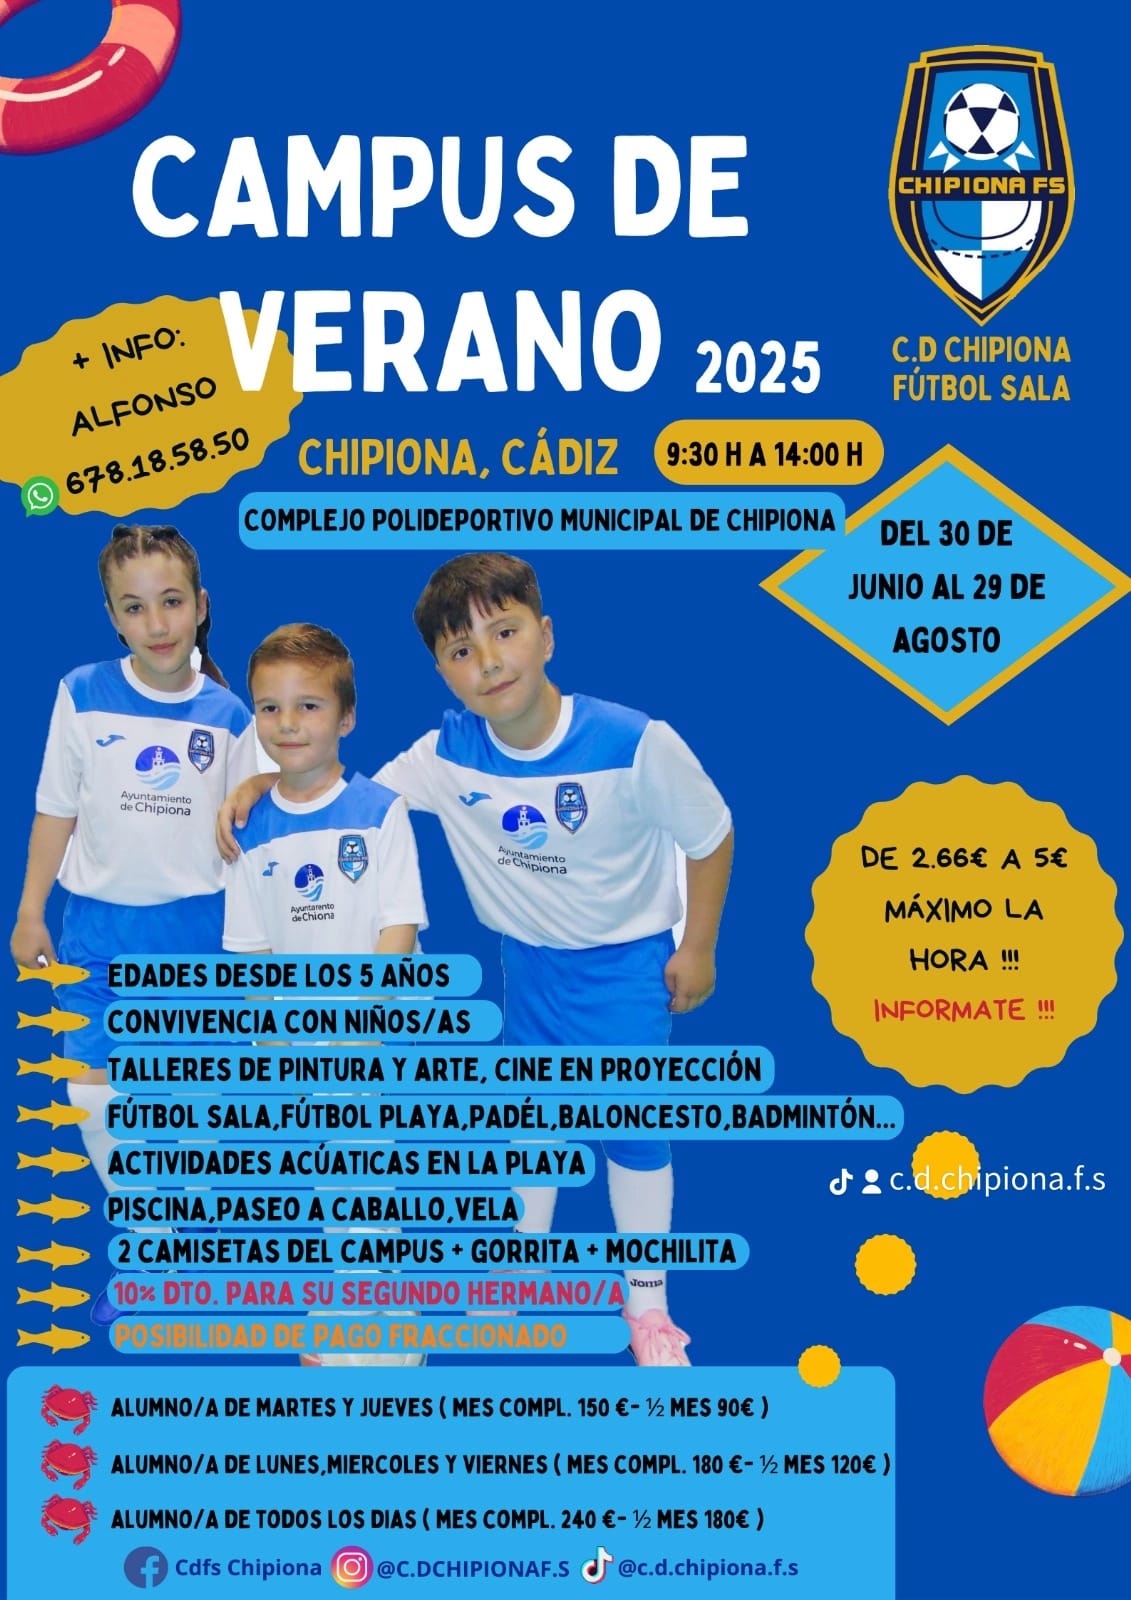 CAMPUS DE
VERANO 2025
CHIPIONA FS
C.D CHIPIONA
FÚTBOL SALA
+ INFO:
ALFONSO
678.18.58.50
CHIPIONA, CÁDIZ
9:30 H A 14:00 H
COMPLEJO POLIDEPORTIVO MUNICIPAL DE CHIPIONA
DEL 30 DE
JUNIO AL 29 DE
AGOSTO
Ayuntamiento
de Chipiona
CHIPIONA FS
Ayuntarento
de Chiona
Ayuntamiento
de Chipiona
DE 2.66€ A 5€
MÁXIMO LA
HORA !!!
INFORMATE !!!
EDADES DESDE LOS 5 AÑOS
CONVIVENCIA CON NIÑOS/AS
TALLERES DE PINTURA Y ARTE, CINE EN PROYECCIÓN
FÚTBOL SALA,FÚTBOL PLAYA,PADÉL,BALONCESTO,BADMINTÓN...
ACTIVIDADES ACÚATICAS EN LA PLAYA
PISCINA,PASEO A CABALLO,VELA
2 CAMISETAS DEL CAMPUS + GORRITA + MOCHILITA
10% DTO. PARA SU SEGUNDO HERMANO/A
POSIBILIDAD DE PAGO FRACCIONADO
Joma
c.d.chipiona.f.s
ALUMNO/A DE MARTES Y JUEVES ( MES COMPL. 150 €- ½ MES 90€ )
ALUMNO/A DE LUNES,MIERCOLES Y VIERNES ( MES COMPL. 180 €- ½ MES 120€ )
ALUMNO/A DE TODOS LOS DIAS ( MES COMPL. 240 €- ½ MES 180€ )
Cdfs Chipiona @C.DCHIPIONAF.S @c.d.chipiona.f.s